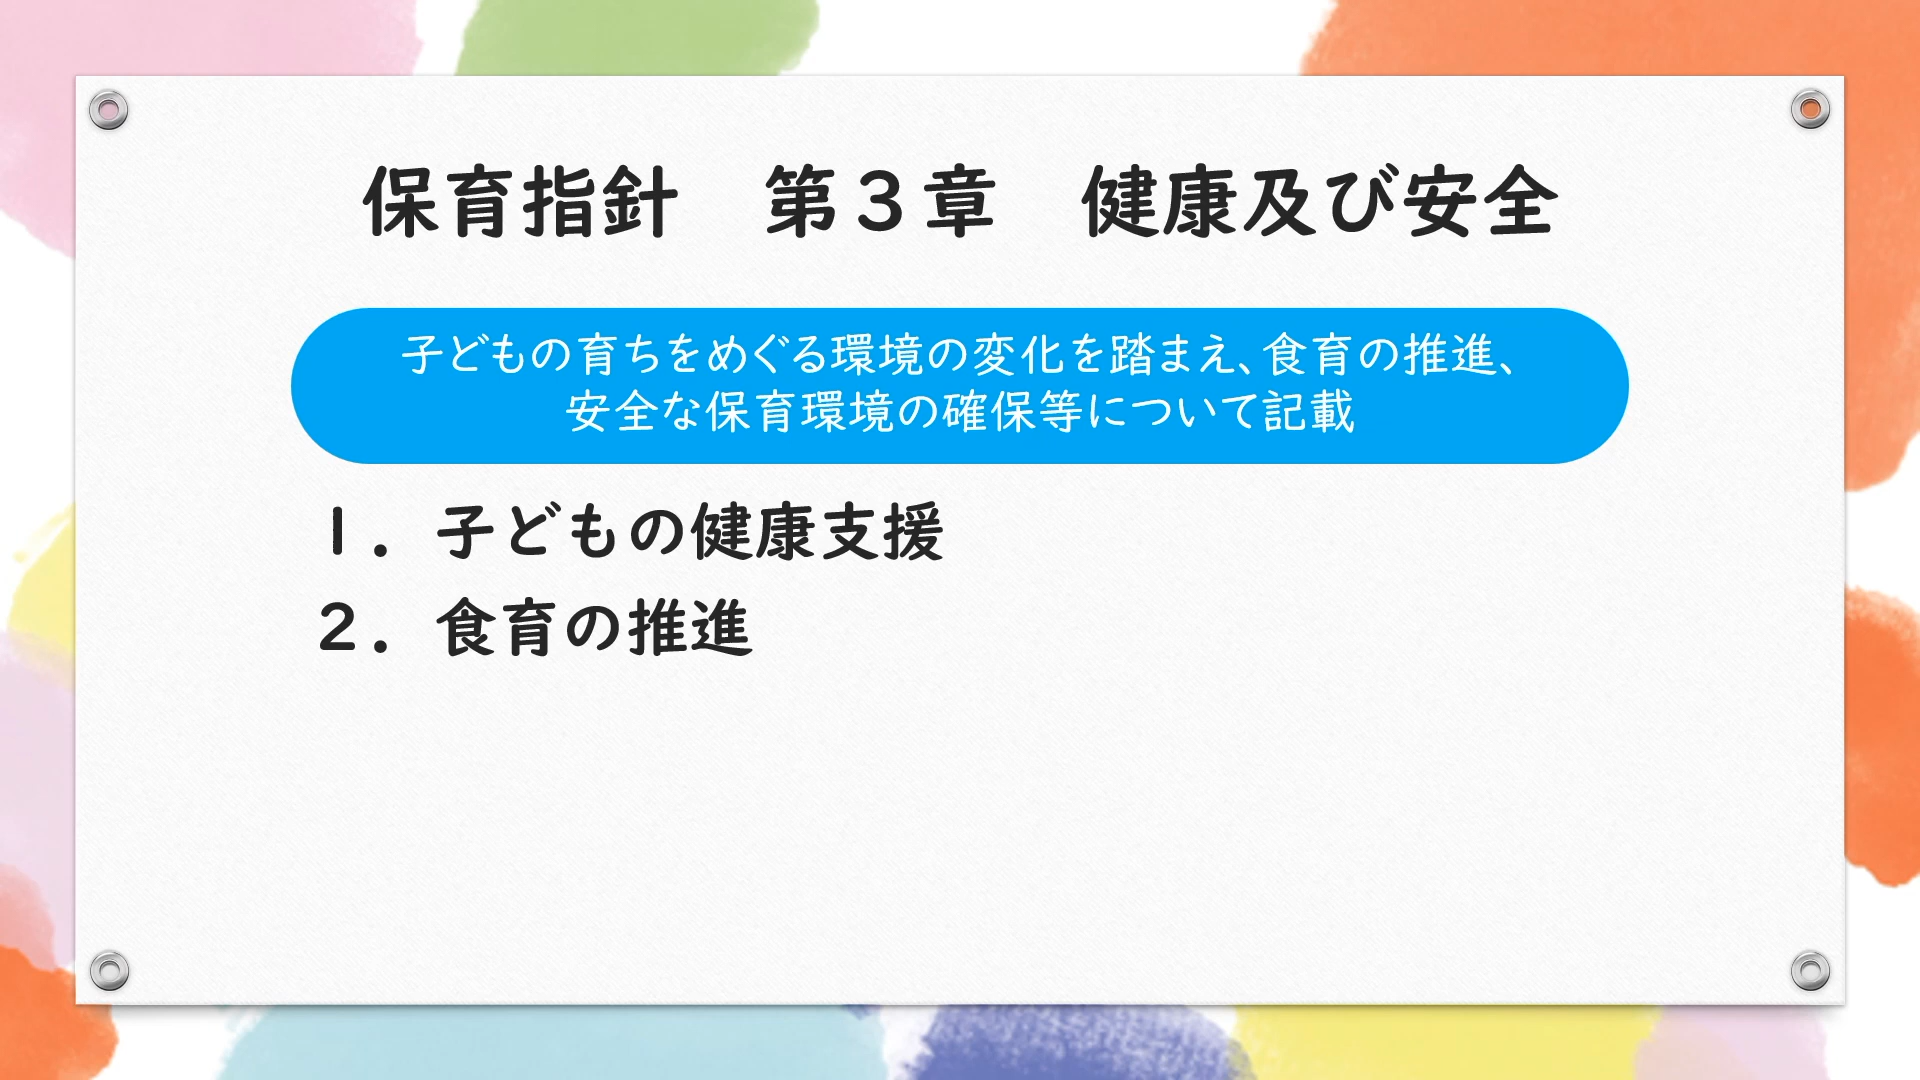 保育指針　第３章　健康及び安全
子どもの育ちをめぐる環境の変化を踏まえ、食育の推進、
安全な保育環境の確保等について記載
１．子どもの健康支援
２．食育の推進